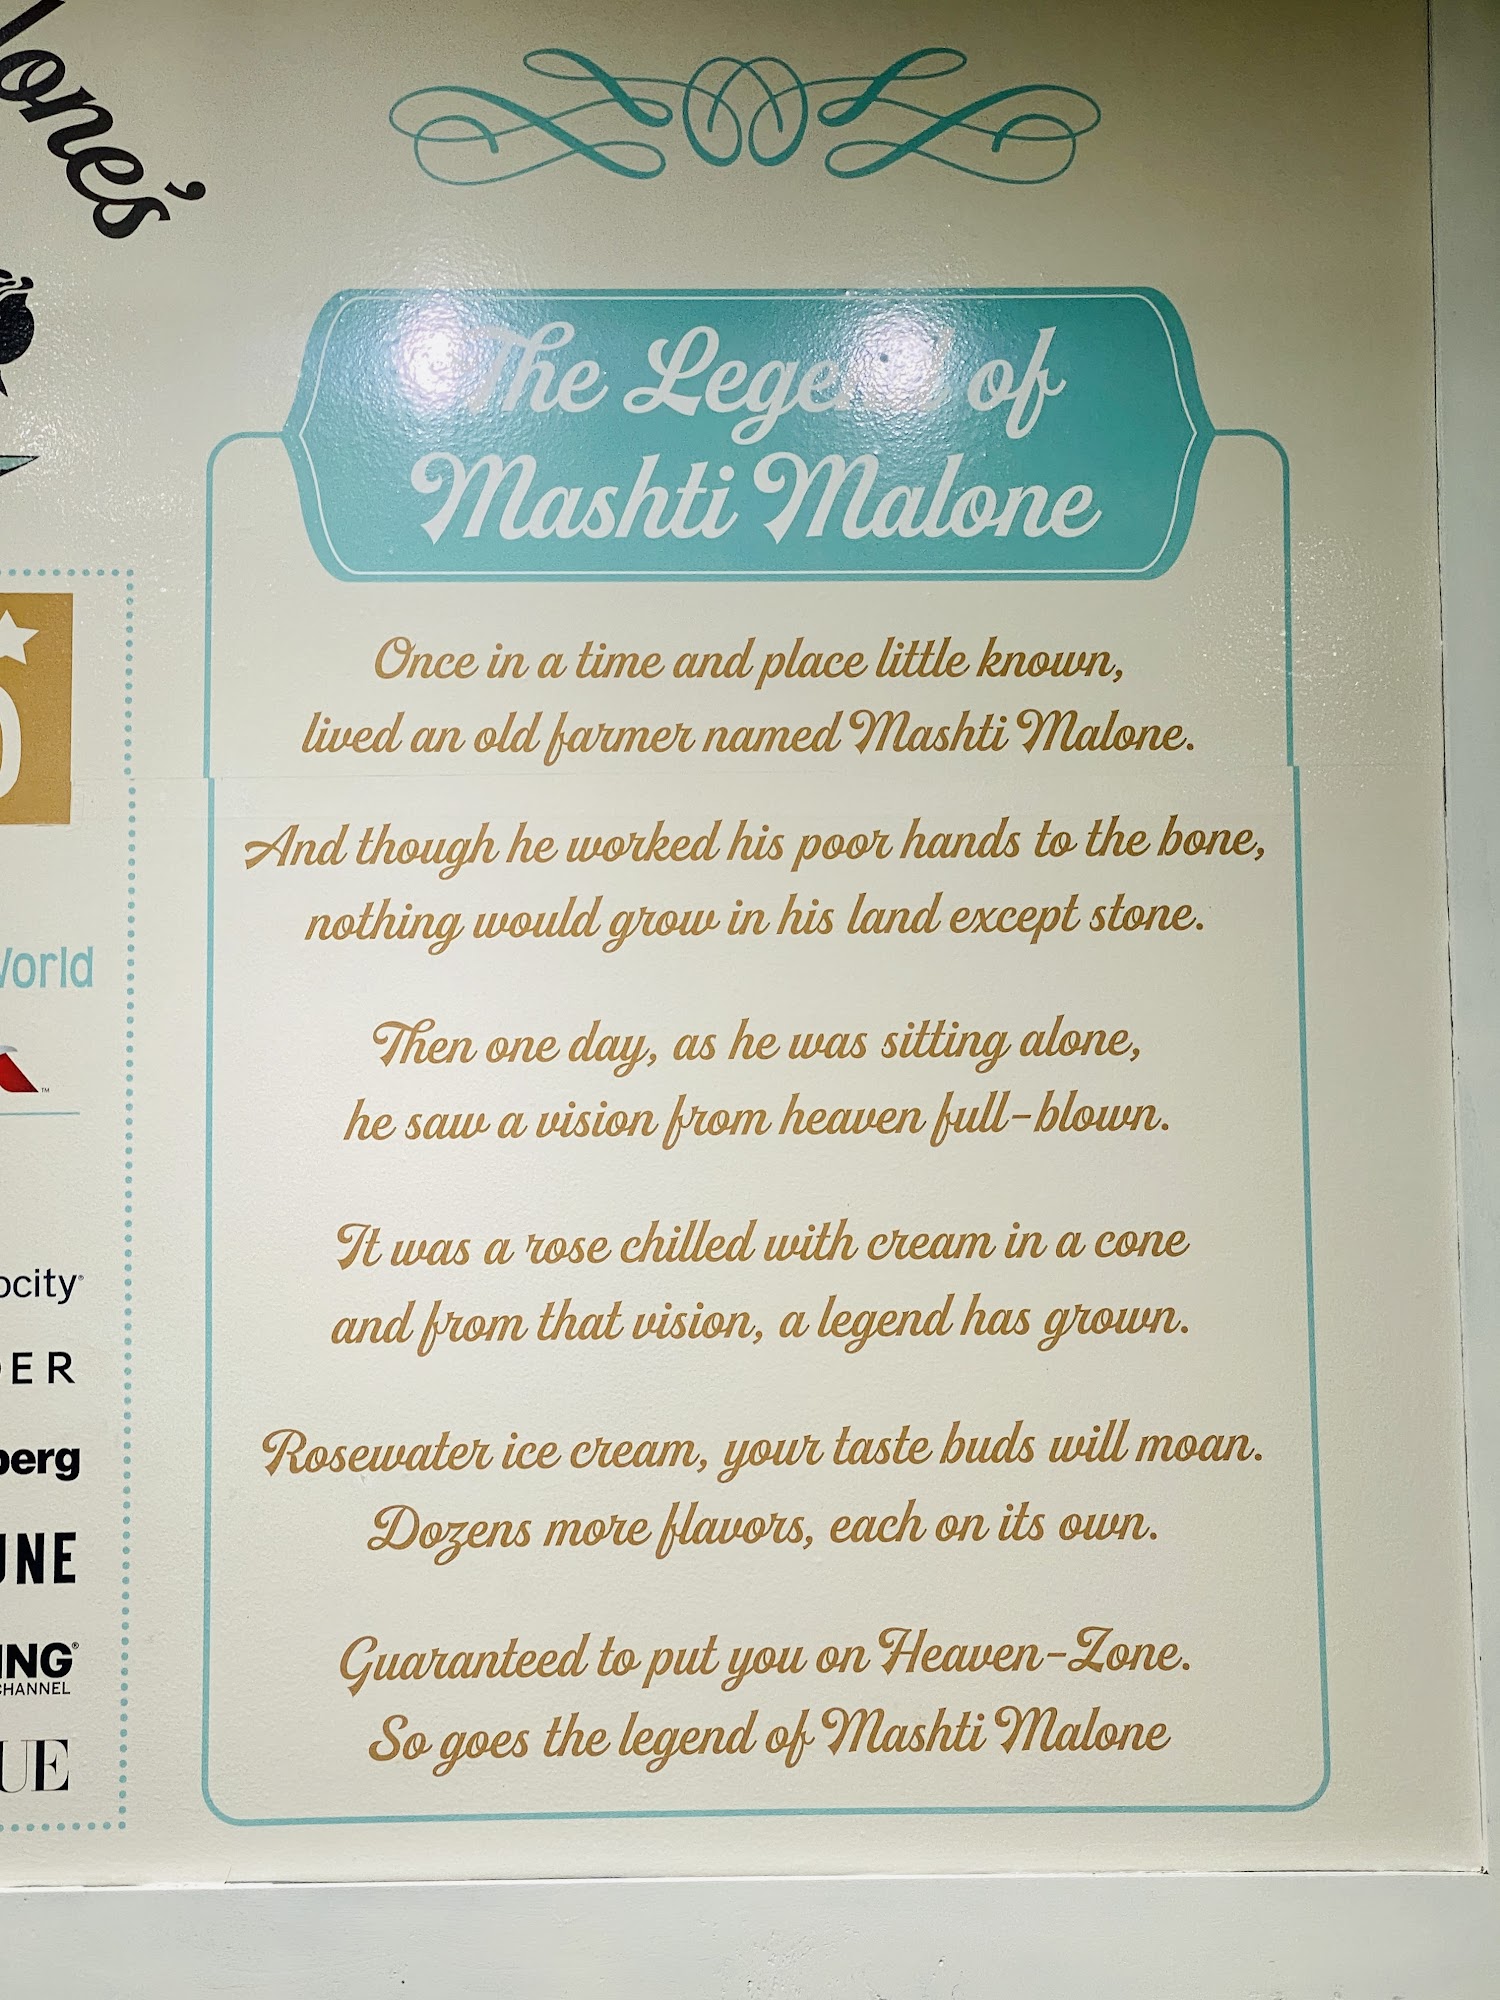 The Legend of
Mashti Malone
Once in a time and place little known,
lived an old farmer named Mashti Malone.
And though he worked his poor hands to the bone,
nothing would grow in his land except stone.
Then one day, as he was sitting alone,
he saw a vision from heaven full-blown.
It was a rose chilled with cream in a cone
and from that vision, a legend has grown.
Rosewater ice cream, your taste buds will moan.
Dozens more flavors, each on its own.
Guaranteed to put you on Heaven-Zone.
So goes the legend of Mashti Malone
CHANNEL